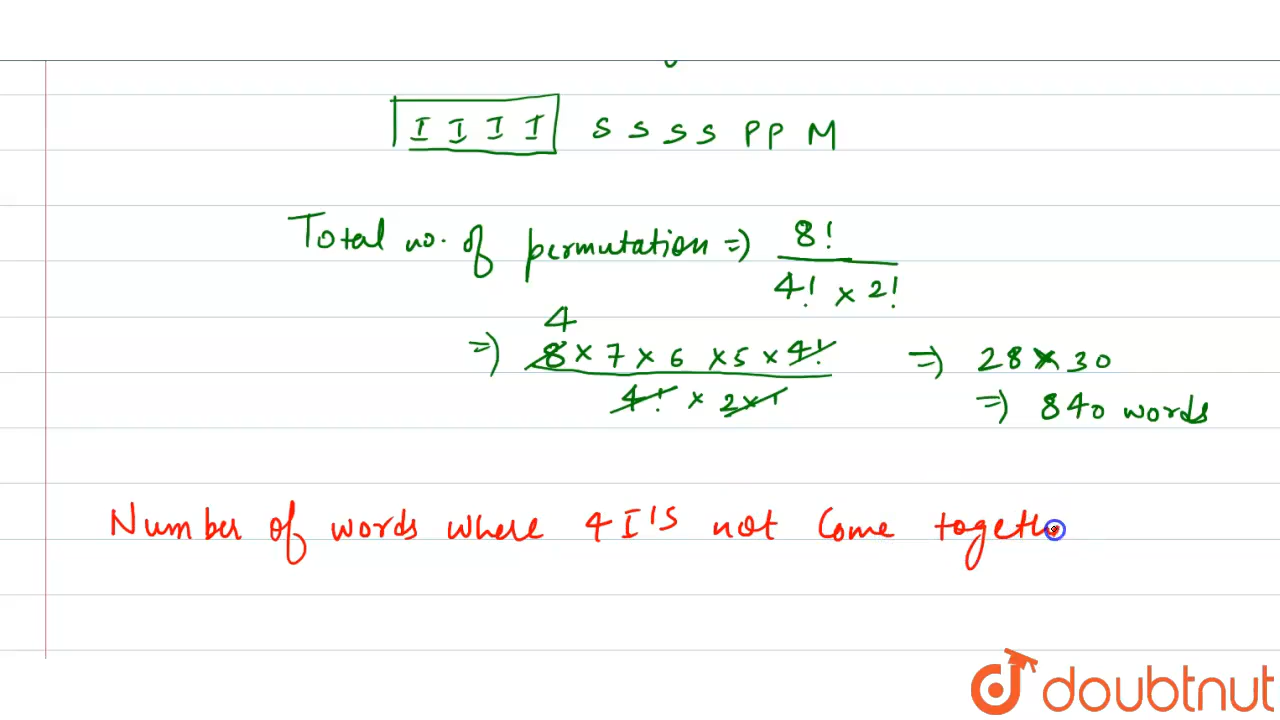 I I I I S S S S P P M
Total no. of permutation => 8!
4! × 2!
4
=> 8 × 7 × 6 × 5 × 4! => 28 × 30
4! × 2 × 1 => 840 words
Number of words where 4 I's not come togeth
doubtnut